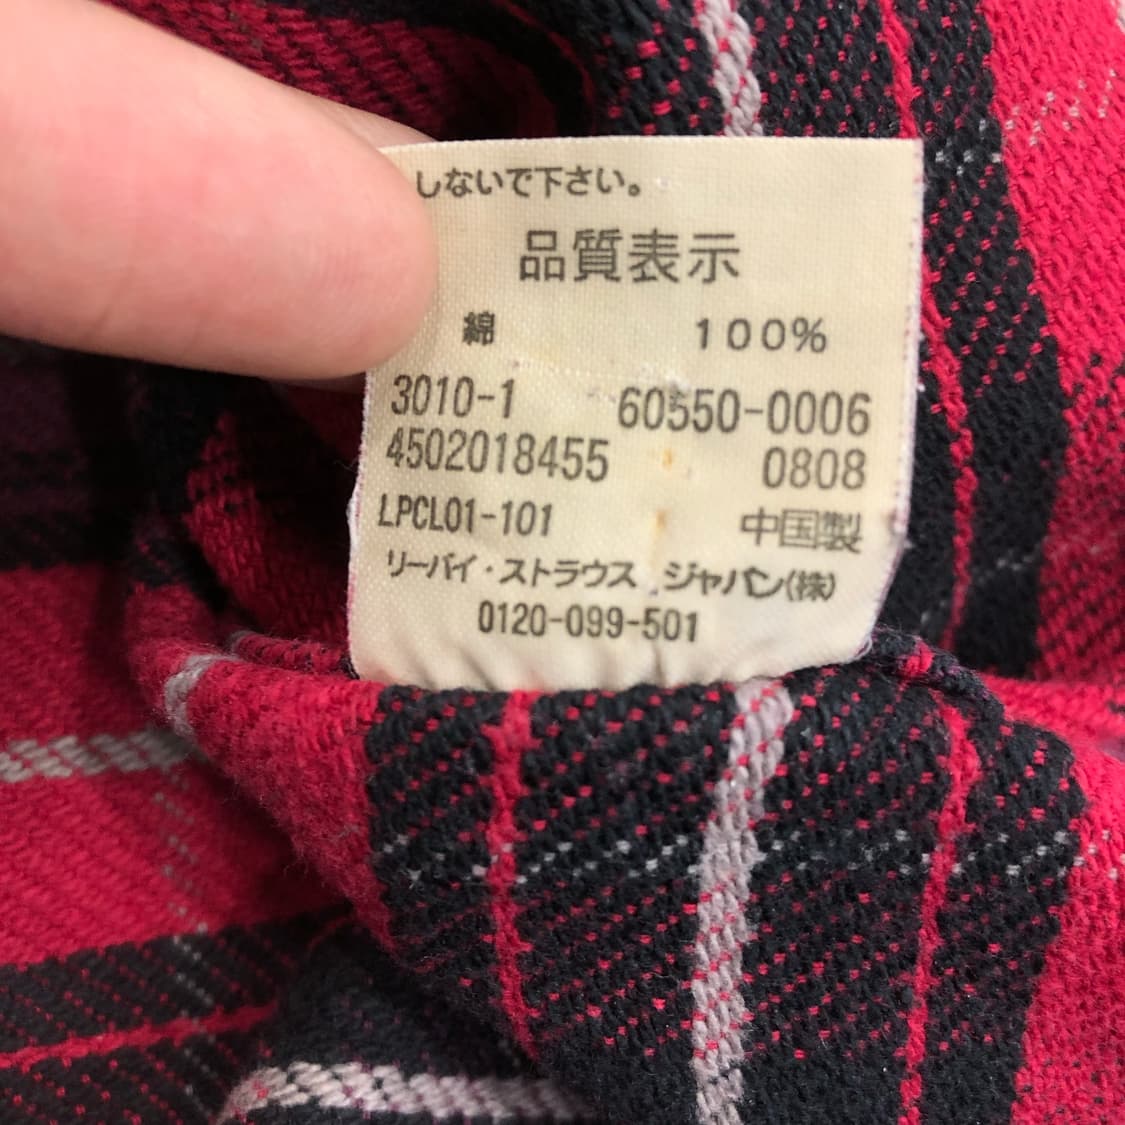 しないで下さい。
品質表示
綿 100%
3010-1 60550-0006
4502018455 0808
LPCL01-101 中国製
リーバイ・ストラウス ジャパン(株)
0120-099-501